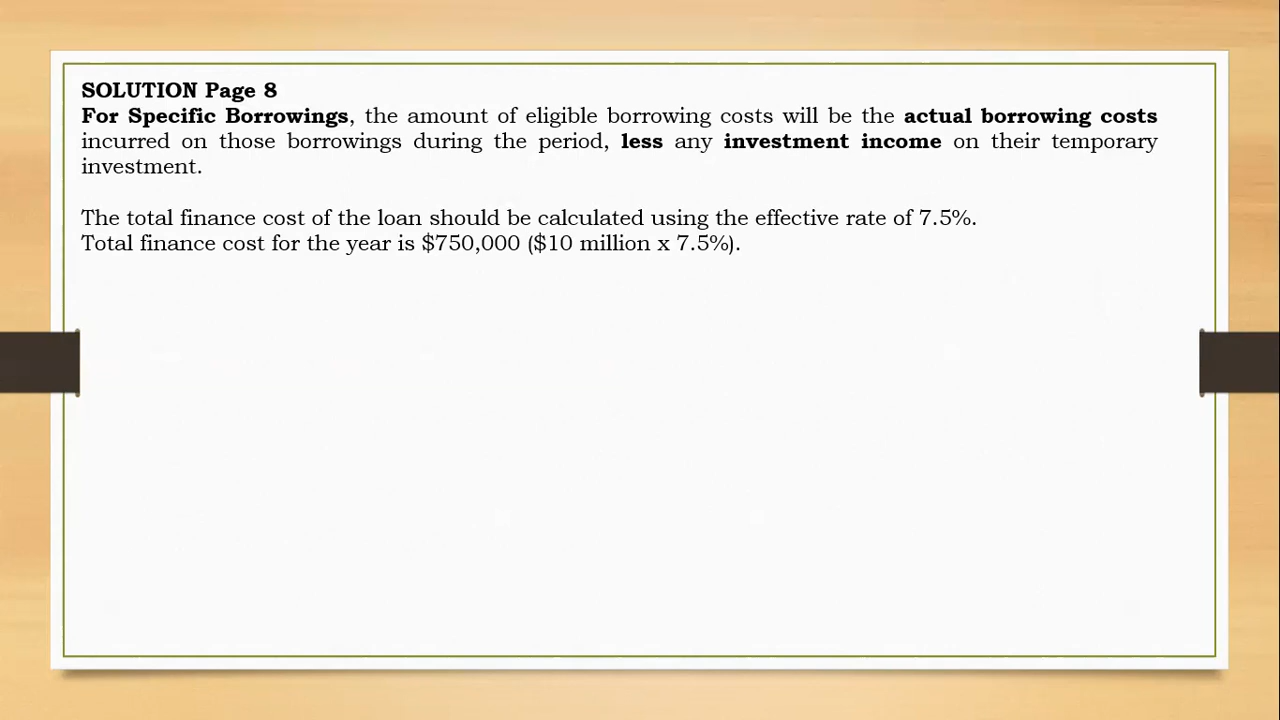 SOLUTION Page 8
For Specific Borrowings, the amount of eligible borrowing costs will be the actual borrowing costs
incurred on those borrowings during the period, less any investment income on their temporary
investment.
The total finance cost of the loan should be calculated using the effective rate of 7.5%.
Total finance cost for the year is $750,000 ($10 million x 7.5%).